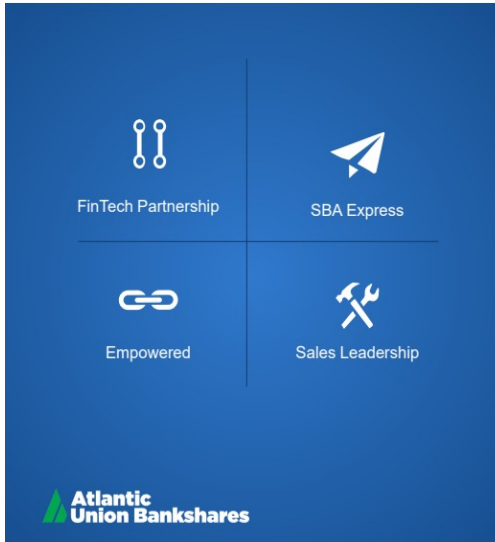 FinTech Partnership
SBA Express
Empowered
Sales Leadership
Atlantic
Union Bankshares